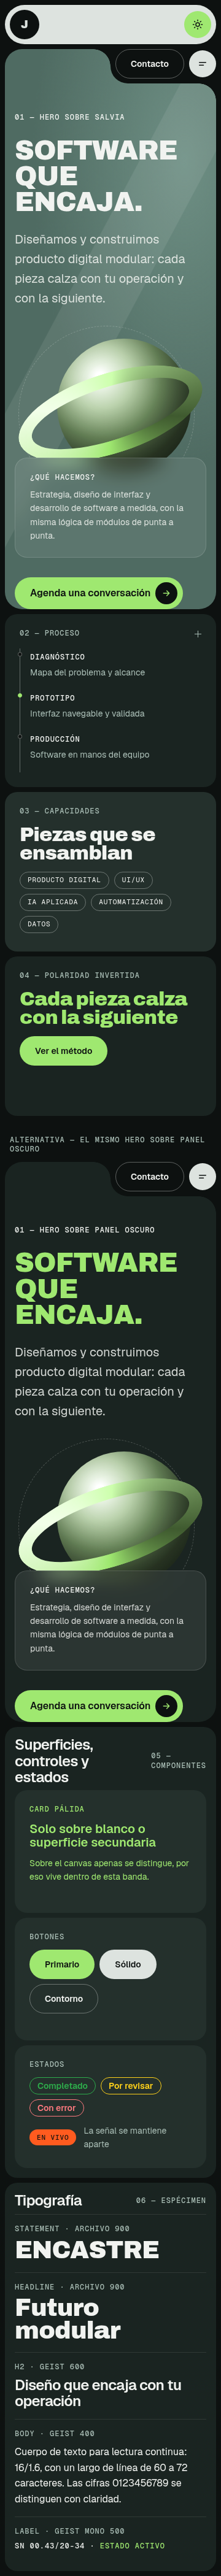 J
Contacto
01 — HERO SOBRE SALVIA
SOFTWARE
QUE
ENCAJA.
Diseñamos y construimos
producto digital modular: cada
pieza calza con tu operación y
con la siguiente.
¿QUÉ HACEMOS?
Estrategia, diseño de interfaz y
desarrollo de software a medida, con la
misma lógica de módulos de punta a
punta.
Agenda una conversación
02 — PROCESO
DIAGNÓSTICO
Mapa del problema y alcance
PROTOTIPO
Interfaz navegable y validada
PRODUCCIÓN
Software en manos del equipo
03 — CAPACIDADES
Piezas que se
ensamblan
PRODUCTO DIGITAL
UI/UX
IA APLICADA
AUTOMATIZACIÓN
DATOS
04 — POLARIDAD INVERTIDA
Cada pieza calza
con la siguiente
Ver el método
ALTERNATIVA — EL MISMO HERO SOBRE PANEL
OSCURO
Contacto
01 — HERO SOBRE PANEL OSCURO
SOFTWARE
QUE
ENCAJA.
Diseñamos y construimos
producto digital modular: cada
pieza calza con tu operación y
con la siguiente.
¿QUÉ HACEMOS?
Estrategia, diseño de interfaz y
desarrollo de software a medida, con la
misma lógica de módulos de punta a
punta.
Agenda una conversación
Superficies,
controles y
estados
05 —
COMPONENTES
CARD PÁLIDA
Solo sobre blanco o
superficie secundaria
Sobre el canvas apenas se distingue, por
eso vive dentro de esta banda.
BOTONES
Primario
Sólido
Contorno
ESTADOS
Completado
Por revisar
Con error
EN VIVO
La señal se mantiene
aparte
Tipografía
06 — ESPÉCIMEN
STATEMENT · ARCHIVO 900
ENCASTRE
HEADLINE · ARCHIVO 900
Futuro
modular
H2 · GEIST 600
Diseño que encaja con tu
operación
BODY · GEIST 400
Cuerpo de texto para lectura continua:
16/1.6, con un largo de línea de 60 a 72
caracteres. Las cifras 0123456789 se
distinguen con claridad.
LABEL · GEIST MONO 500
SN 00.43/20-34 · ESTADO ACTIVO